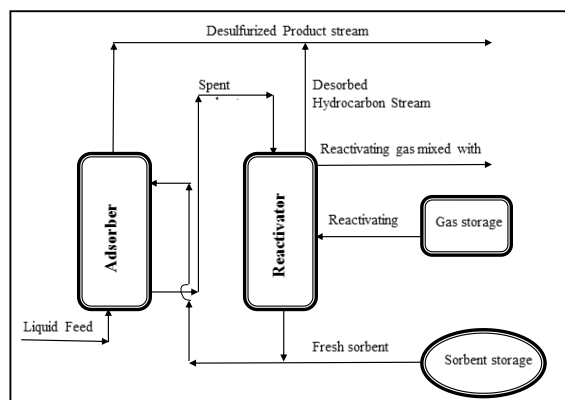 Desulfurized Product stream
Spent
Desorbed
Hydrocarbon Stream
Reactivating gas mixed with
Adsorber
Reactivator
Reactivating
Gas storage
Liquid Feed
Fresh sorbent
Sorbent storage